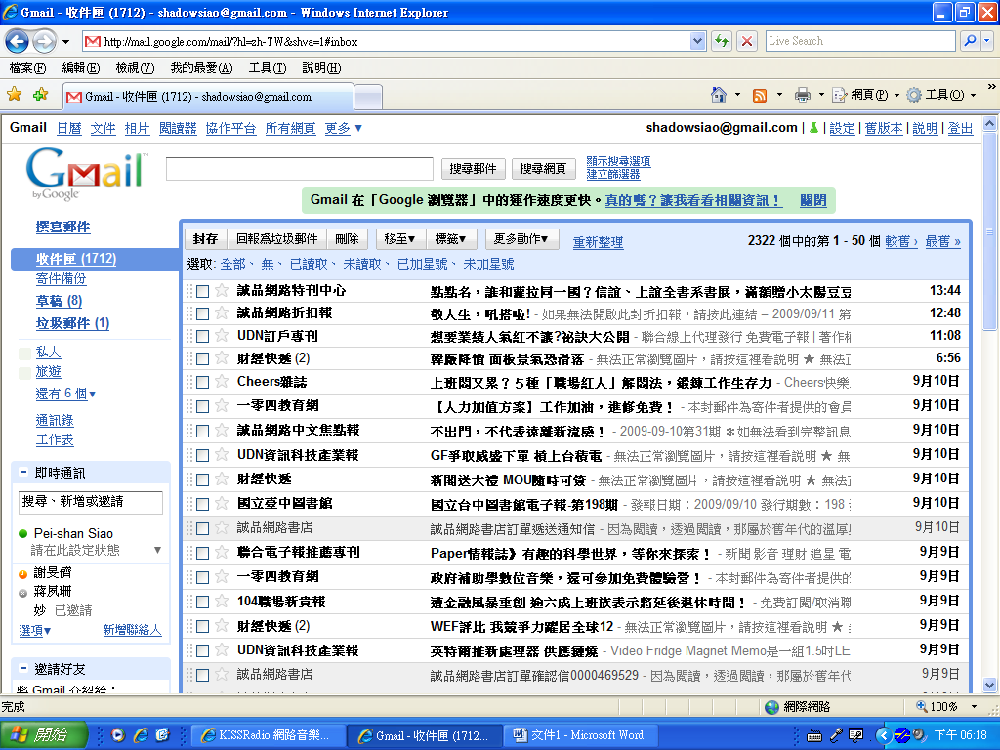 Gmail - 收件匣 (1712) - shadowsiao@gmail.com - Windows Internet Explorer
http://mail.google.com/mail/?hl=zh-TW&shva=1#inbox
Live Search
檔案(F) 編輯(E) 檢視(V) 我的最愛(A) 工具(T) 說明(H)
Gmail - 收件匣 (1712) - shadowsiao@gmail.com
網頁(P) 工具(O) »
Gmail 日曆 文件 相片 閱讀器 協作平台 所有網頁 更多 ▼
shadowsiao@gmail.com | | 設定 | 舊版本 | 說明 | 登出
Gmail™
by Google
搜尋郵件 搜尋網頁
顯示搜尋選項
建立篩選器
Gmail 在「Google 瀏覽器」中的運作速度更快。真的嗎？讓我看看相關資訊！ 關閉
撰寫郵件
收件匣 (1712)
寄件備份
草稿 (8)
垃圾郵件 (1)
私人
旅遊
還有 6 個▼
通訊錄
工作表
− 即時通訊
搜尋、新增或邀請
Pei-shan Siao
請在此設定狀態 ▼
謝旻儕
蔣夙珊
妙 已邀請
選項▼ 新增聯絡人
− 邀請好友
將 Gmail 介紹給：
封存 回報為垃圾郵件 刪除 移至▼ 標籤▼ 更多動作▼ 重新整理 2322 個中的第 1 - 50 個 較舊 › 最舊 »
選取: 全部、 無、 已讀取、 未讀取、 已加星號、 未加星號
誠品網路特刊中心 點點名，誰和蘿拉同一國？信誼、上誼全書系書展，滿額贈小太陽豆豆 13:44
誠品網路折扣報 敬人生，吼搭啦! - 如果無法開啟此封折扣報，請按此連結 = 2009/09/11 第 12:48
UDN訂戶專刊 想要業績人氣紅不讓?祕訣大公開 - 聯合線上代理發行 免費電子報 | 著作權 11:08
財經快遞 (2) 韓廠降價 面板景氣恐滑落 - 無法正常瀏覽圖片，請按這裡看說明 ★ 無法正 6:56
Cheers雜誌 上班悶又累？５種「職場紅人」解悶法，鍛鍊工作生存力 - Cheers快樂 9月10日
一零四教育網 【人力加值方案】工作加油，進修免費！ - 本封郵件為寄件者提供的會員 9月10日
誠品網路中文焦點報 不出門，不代表遠離新流感！ - 2009-09-10第31期 ＊如無法看到完整訊息 9月10日
UDN資訊科技產業報 GF爭取威盛下單 槓上台積電 - 無法正常瀏覽圖片，請按這裡看說明 ★ 無 9月10日
財經快遞 新聞送大禮 MOU隨時可簽 - 無法正常瀏覽圖片，請按這裡看說明 ★ 無法正 9月10日
國立臺中圖書館 國立台中圖書館電子報-第198期 - 發報日期：2009/09/10 發行期數：198 9月10日
誠品網路書店 誠品網路書店訂單遞送通知信 - 因為閱讀，透過閱讀，那屬於舊年代的溫厚 9月10日
聯合電子報推薦專刊 Paper情報誌》有趣的科學世界，等你來探索！ - 新聞 影音 理財 追星 電 9月9日
一零四教育網 政府補助學數位音樂，還可參加免費體驗營！ - 本封郵件為寄件者提供的 9月9日
104職場新貴報 遭金融風暴重創 逾六成上班族表示將延後退休時間！ - 免費訂閱/取消聯 9月9日
財經快遞 (2) WEF評比 我競爭力躍居全球12 - 無法正常瀏覽圖片，請按這裡看說明 ★ 9月9日
UDN資訊科技產業報 英特爾推新處理器 供應鏈燒 - Video Fridge Magnet Memo是一組1.5吋LE 9月9日
誠品網路書店 誠品網路書店訂單確認信0000469529 - 因為閱讀，透過閱讀，那屬於舊年代 9月9日
完成 網際網路 100%
開始 KISSRadio 網路音樂... Gmail - 收件匣 (1712... 文件1 - Microsoft Word 下午 06:18